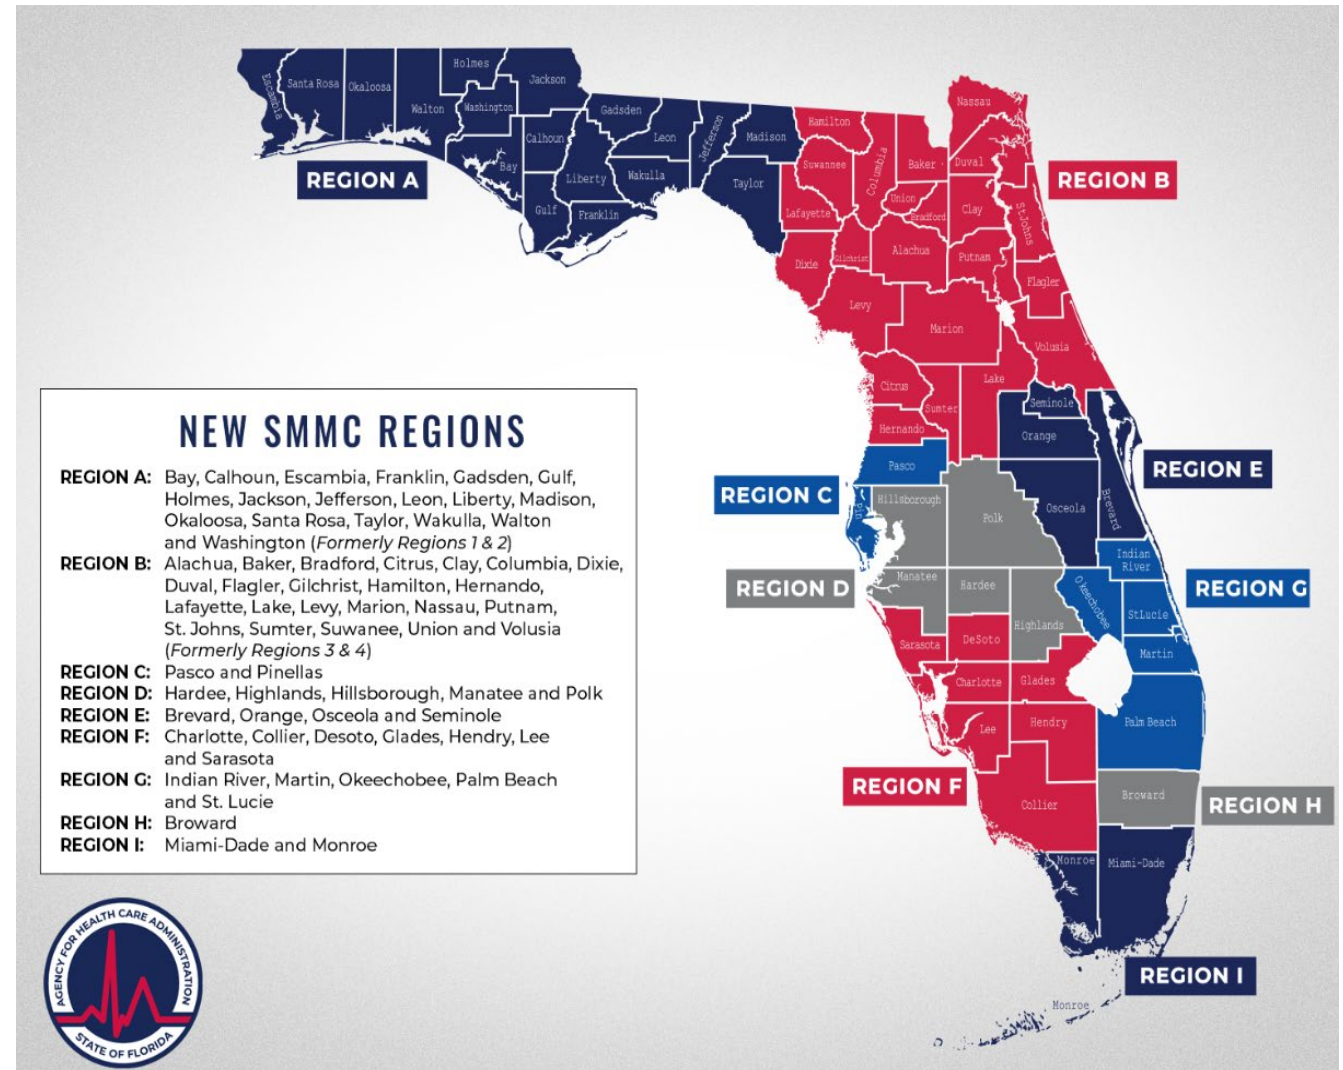 Escambia
Santa Rosa
Okaloosa
Walton
Holmes
Washington
Jackson
Bay
Calhoun
Gulf
Liberty
Franklin
Gadsden
Leon
Wakulla
Jefferson
Madison
Taylor
REGION A
Hamilton
Suwannee
Lafayette
Dixie
Columbia
Gilchrist
Levy
Baker
Union
Bradford
Alachua
Nassau
Duval
Clay
StJohns
Putnam
Flagler
Marion
Volusia
Citrus
Sumter
Lake
Hernando
REGION B
Pasco
Pin
REGION C
Hillsborough
Polk
Manatee
Hardee
Highlands
REGION D
Seminole
Orange
Osceola
Brevard
REGION E
Sarasota
DeSoto
Charlotte
Glades
Lee
Hendry
Collier
REGION F
Indian
River
Okeechobee
StLucie
Martin
Palm Beach
REGION G
Broward
REGION H
Monroe
Miami-Dade
Monroe
REGION I
NEW SMMC REGIONS
REGION A: Bay, Calhoun, Escambia, Franklin, Gadsden, Gulf,
Holmes, Jackson, Jefferson, Leon, Liberty, Madison,
Okaloosa, Santa Rosa, Taylor, Wakulla, Walton
and Washington (Formerly Regions 1 & 2)
REGION B: Alachua, Baker, Bradford, Citrus, Clay, Columbia, Dixie,
Duval, Flagler, Gilchrist, Hamilton, Hernando,
Lafayette, Lake, Levy, Marion, Nassau, Putnam,
St. Johns, Sumter, Suwanee, Union and Volusia
(Formerly Regions 3 & 4)
REGION C: Pasco and Pinellas
REGION D: Hardee, Highlands, Hillsborough, Manatee and Polk
REGION E: Brevard, Orange, Osceola and Seminole
REGION F: Charlotte, Collier, Desoto, Glades, Hendry, Lee
and Sarasota
REGION G: Indian River, Martin, Okeechobee, Palm Beach
and St. Lucie
REGION H: Broward
REGION I: Miami-Dade and Monroe
AGENCY FOR HEALTH CARE ADMINISTRATION
STATE OF FLORIDA